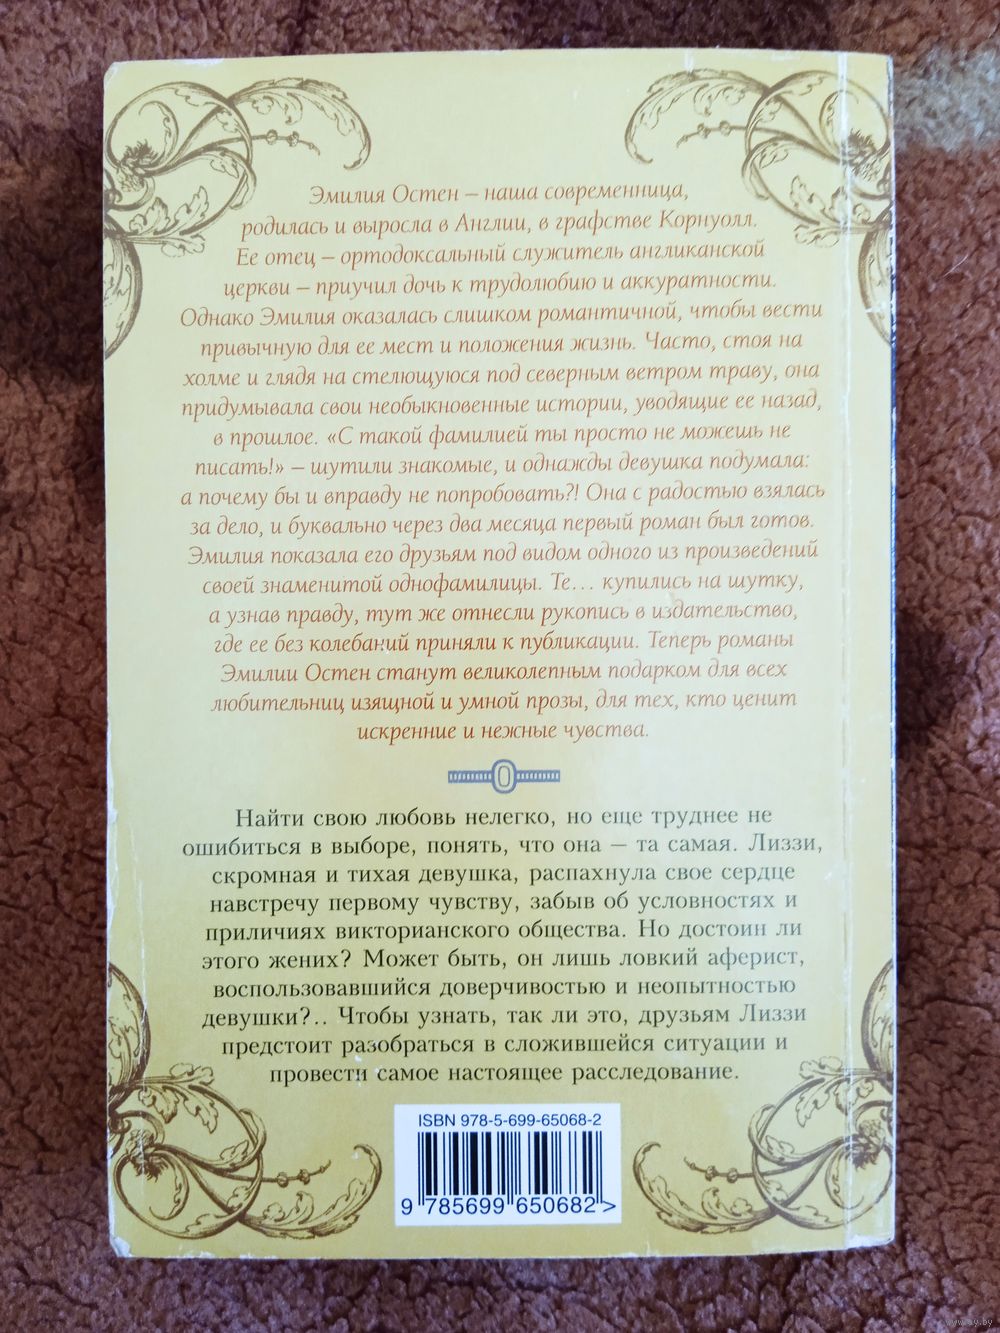 Эмилия Остен – наша современница,
родилась и выросла в Англии, в графстве Корнуолл.
Ее отец – ортодоксальный служитель англиканской
церкви – приучил дочь к трудолюбию и аккуратности.
Однако Эмилия оказалась слишком романтичной, чтобы вести
привычную для ее мест и положения жизнь. Часто, стоя на
холме и глядя на стелющуюся под северным ветром траву, она
придумывала свои необыкновенные истории, уводящие ее назад,
в прошлое. «С такой фамилией ты просто не можешь не
писать!» – шутили знакомые, и однажды девушка подумала:
а почему бы и вправду не попробовать?! Она с радостью взялась
за дело, и буквально через два месяца первый роман был готов.
Эмилия показала его друзьям под видом одного из произведений
своей знаменитой однофамилицы. Те... купились на шутку,
а узнав правду, тут же отнесли рукопись в издательство,
где ее без колебаний приняли к публикации. Теперь романы
Эмилии Остен станут великолепным подарком для всех
любительниц изящной и умной прозы, для тех, кто ценит
искренние и нежные чувства.
Найти свою любовь нелегко, но еще труднее не
ошибиться в выборе, понять, что она – та самая. Лиззи,
скромная и тихая девушка, распахнула свое сердце
навстречу первому чувству, забыв об условностях и
приличиях викторианского общества. Но достоин ли
этого жених? Может быть, он лишь ловкий аферист,
воспользовавшийся доверчивостью и неопытностью
девушки?.. Чтобы узнать, так ли это, друзьям Лиззи
предстоит разобраться в сложившейся ситуации и
провести самое настоящее расследование.
ISBN 978-5-699-65068-2
9 785699 650682 >
www.ay.by